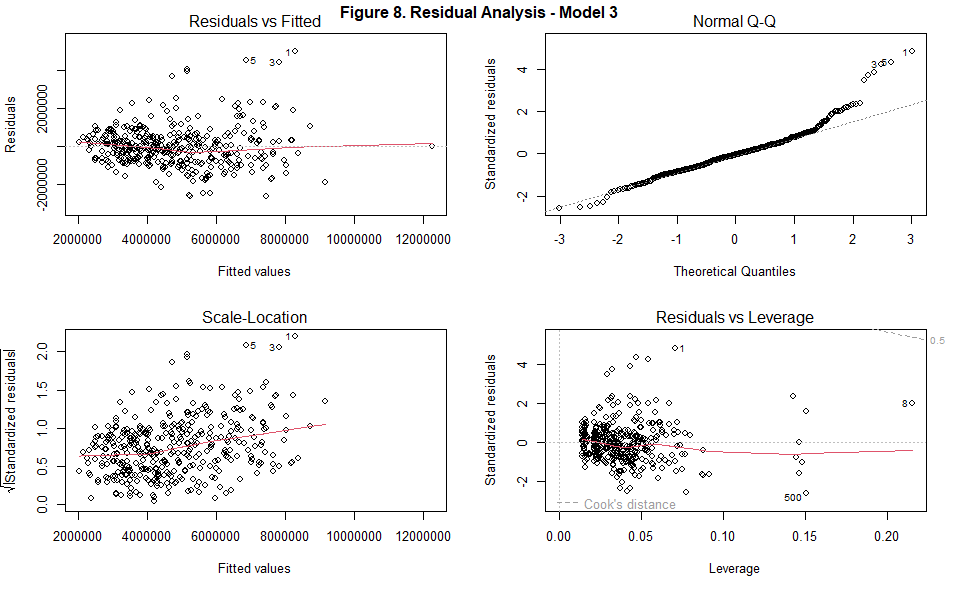 Figure 8. Residual Analysis - Model 3
Residuals vs Fitted
Residuals
-2000000 2000000
1
5
3
2000000 4000000 6000000 8000000 10000000 12000000
Fitted values
Normal Q-Q
Standardized residuals
-2 0 2 4
1
5
3
-3 -2 -1 0 1 2 3
Theoretical Quantiles
Scale-Location
√|Standardized residuals|
0.0 0.5 1.0 1.5 2.0
1
5
3
2000000 4000000 6000000 8000000 10000000 12000000
Fitted values
Residuals vs Leverage
Standardized residuals
-2 0 2 4
0.5
1
8
500
Cook's distance
0.00 0.05 0.10 0.15 0.20
Leverage